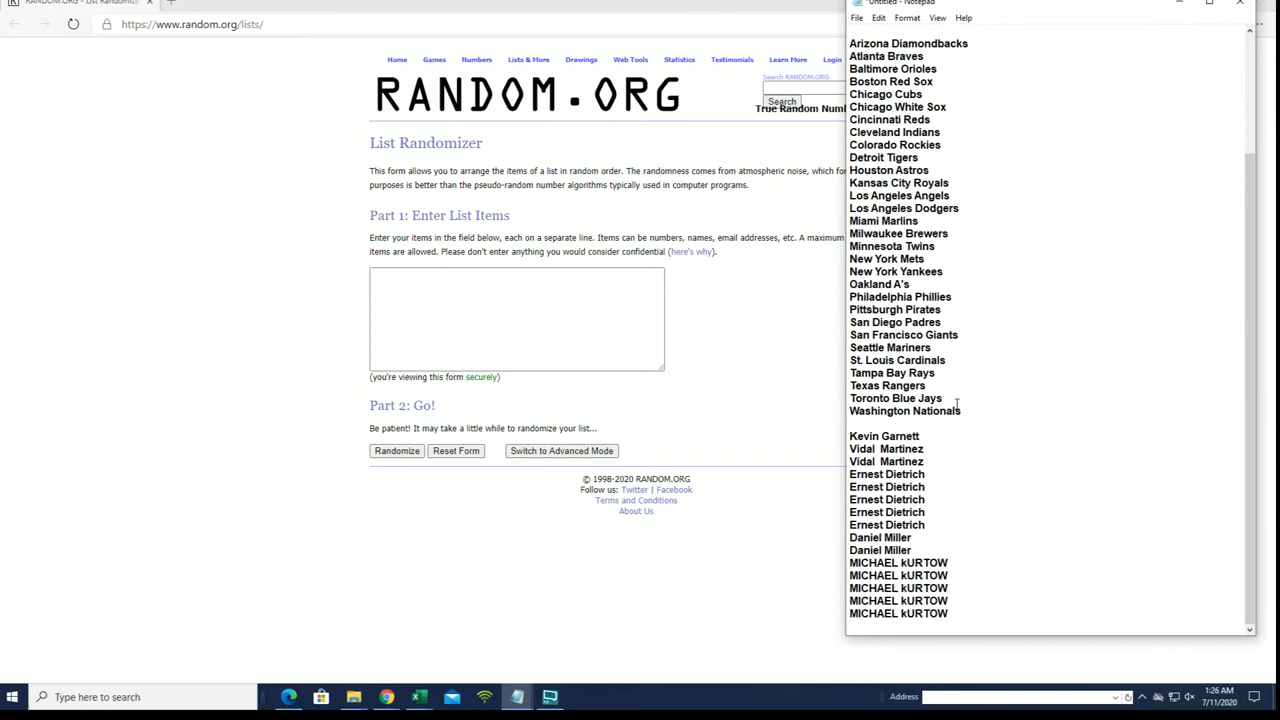 RANDOM.ORG - List Randomizer
*Untitled - Notepad
https://www.random.org/lists/
File Edit Format View Help
Home Games Numbers Lists & More Drawings Web Tools Statistics Testimonials Learn More Login
Search RANDOM.ORG
RANDOM.ORG
Search
True Random Num
List Randomizer
This form allows you to arrange the items of a list in random order. The randomness comes from atmospheric noise, which for
purposes is better than the pseudo-random number algorithms typically used in computer programs.
Part 1: Enter List Items
Enter your items in the field below, each on a separate line. Items can be numbers, names, email addresses, etc. A maximum
items are allowed. Please don't enter anything you would consider confidential (here's why).
(you're viewing this form securely)
Part 2: Go!
Be patient! It may take a little while to randomize your list...
Randomize Reset Form Switch to Advanced Mode
© 1998-2020 RANDOM.ORG
Follow us: Twitter | Facebook
Terms and Conditions
About Us
Arizona Diamondbacks
Atlanta Braves
Baltimore Orioles
Boston Red Sox
Chicago Cubs
Chicago White Sox
Cincinnati Reds
Cleveland Indians
Colorado Rockies
Detroit Tigers
Houston Astros
Kansas City Royals
Los Angeles Angels
Los Angeles Dodgers
Miami Marlins
Milwaukee Brewers
Minnesota Twins
New York Mets
New York Yankees
Oakland A's
Philadelphia Phillies
Pittsburgh Pirates
San Diego Padres
San Francisco Giants
Seattle Mariners
St. Louis Cardinals
Tampa Bay Rays
Texas Rangers
Toronto Blue Jays
Washington Nationals
Kevin Garnett
Vidal Martinez
Vidal Martinez
Ernest Dietrich
Ernest Dietrich
Ernest Dietrich
Ernest Dietrich
Ernest Dietrich
Daniel Miller
Daniel Miller
MICHAEL kURTOW
MICHAEL kURTOW
MICHAEL kURTOW
MICHAEL kURTOW
MICHAEL kURTOW
Type here to search
Address
1:26 AM
7/11/2020